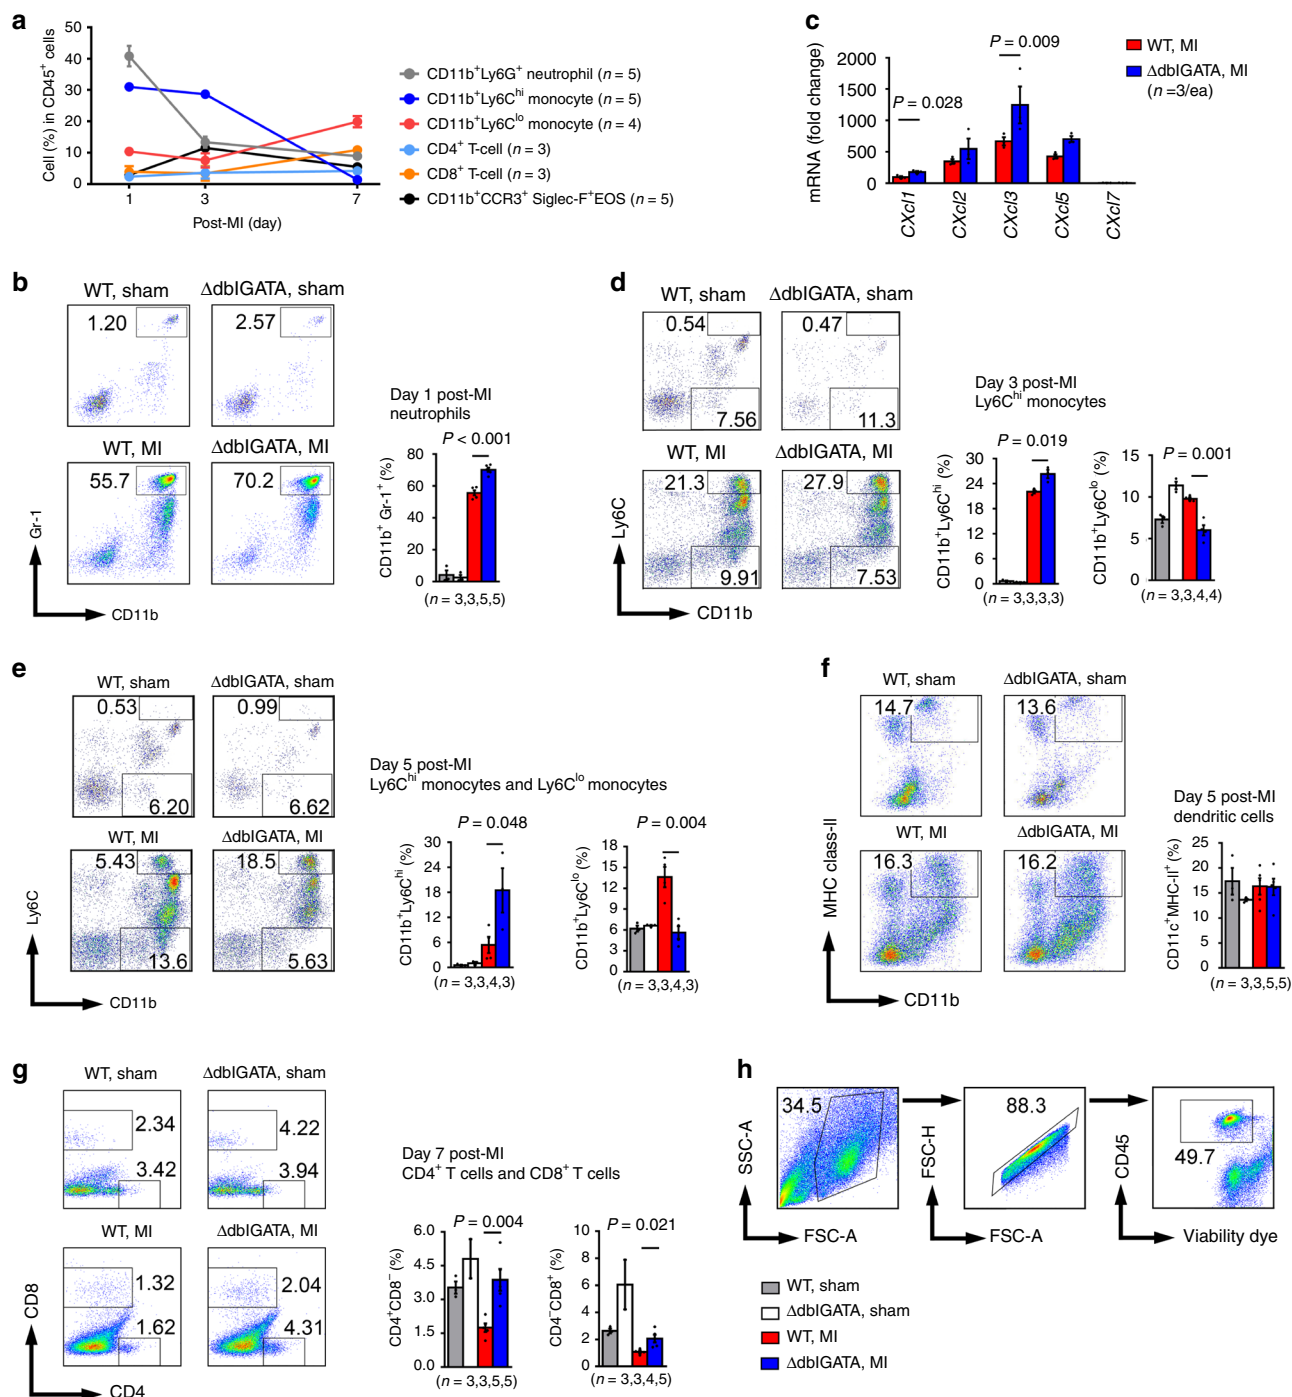 a
Cell (%) in CD45+ cells
50
40
30
20
10
0
1
3
7
Post-MI (day)
CD11b+Ly6G+ neutrophil (n = 5)
CD11b+Ly6Chi monocyte (n = 5)
CD11b+Ly6Clo monocyte (n = 4)
CD4+ T-cell (n = 3)
CD8+ T-cell (n = 3)
CD11b+CCR3+ Siglec-F+EOS (n = 5)
c
mRNA (fold change)
2000
1500
1000
500
0
P = 0.028
P = 0.009
CXcl1
CXcl2
CXcl3
CXcl5
CXcl7
WT, MI
ΔdblGATA, MI
(n =3/ea)
b
WT, sham
ΔdblGATA, sham
1.20
2.57
WT, MI
ΔdblGATA, MI
55.7
70.2
Gr-1
CD11b
Day 1 post-MI
neutrophils
P < 0.001
CD11b+ Gr-1+ (%)
80
60
40
20
0
(n = 3,3,5,5)
d
WT, sham
ΔdblGATA, sham
0.54
0.47
7.56
11.3
WT, MI
ΔdblGATA, MI
21.3
27.9
9.91
7.53
Ly6C
CD11b
Day 3 post-MI
Ly6Chi monocytes
P = 0.019
CD11b+Ly6Chi (%)
30
24
18
12
6
0
(n = 3,3,3,3)
P = 0.001
CD11b+Ly6Clo (%)
15
10
5
0
(n = 3,3,4,4)
e
WT, sham
ΔdblGATA, sham
0.53
0.99
6.20
6.62
WT, MI
ΔdblGATA, MI
5.43
18.5
13.6
5.63
Ly6C
CD11b
Day 5 post-MI
Ly6Chi monocytes and Ly6Clo monocytes
P = 0.048
CD11b+Ly6Chi (%)
30
24
18
12
6
0
(n = 3,3,4,3)
P = 0.004
CD11b+Ly6Clo (%)
18
15
12
9
6
3
0
(n = 3,3,4,3)
f
WT, sham
ΔdblGATA, sham
14.7
13.6
WT, MI
ΔdblGATA, MI
16.3
16.2
MHC class-II
CD11b
Day 5 post-MI
dendritic cells
CD11c+MHC-II+ (%)
25
20
15
10
5
0
(n = 3,3,5,5)
g
WT, sham
ΔdblGATA, sham
2.34
4.22
3.42
3.94
WT, MI
ΔdblGATA, MI
1.32
2.04
1.62
4.31
CD8
CD4
Day 7 post-MI
CD4+ T cells and CD8+ T cells
P = 0.004
CD4+CD8− (%)
6.0
4.5
3.0
1.5
0.0
(n = 3,3,5,5)
P = 0.021
CD4−CD8+ (%)
10
8
6
4
2
0
(n = 3,3,4,5)
h
34.5
SSC-A
FSC-A
88.3
FSC-H
FSC-A
49.7
CD45
Viability dye
WT, sham
ΔdblGATA, sham
WT, MI
ΔdblGATA, MI